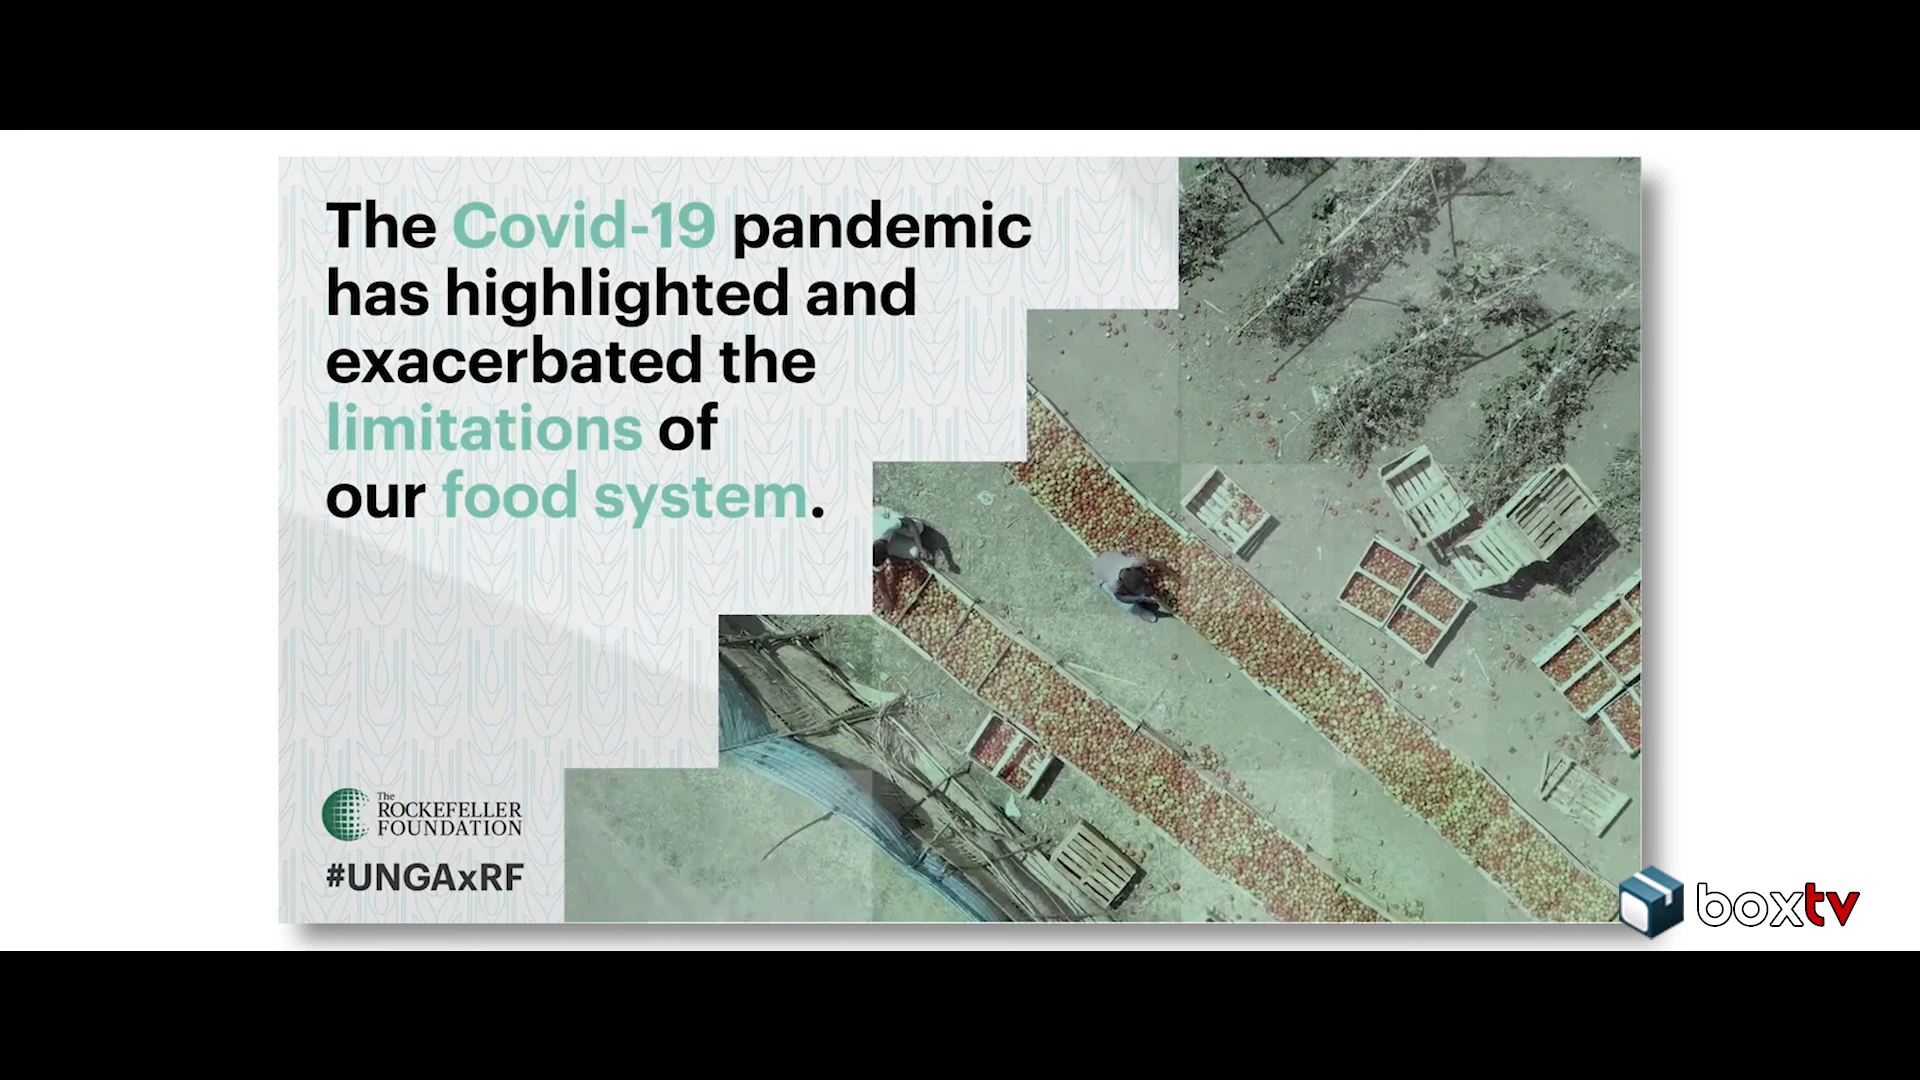 The Covid-19 pandemic
has highlighted and
exacerbated the
limitations of
our food system.
The
ROCKEFELLER
FOUNDATION
#UNGAxRF
boxtv